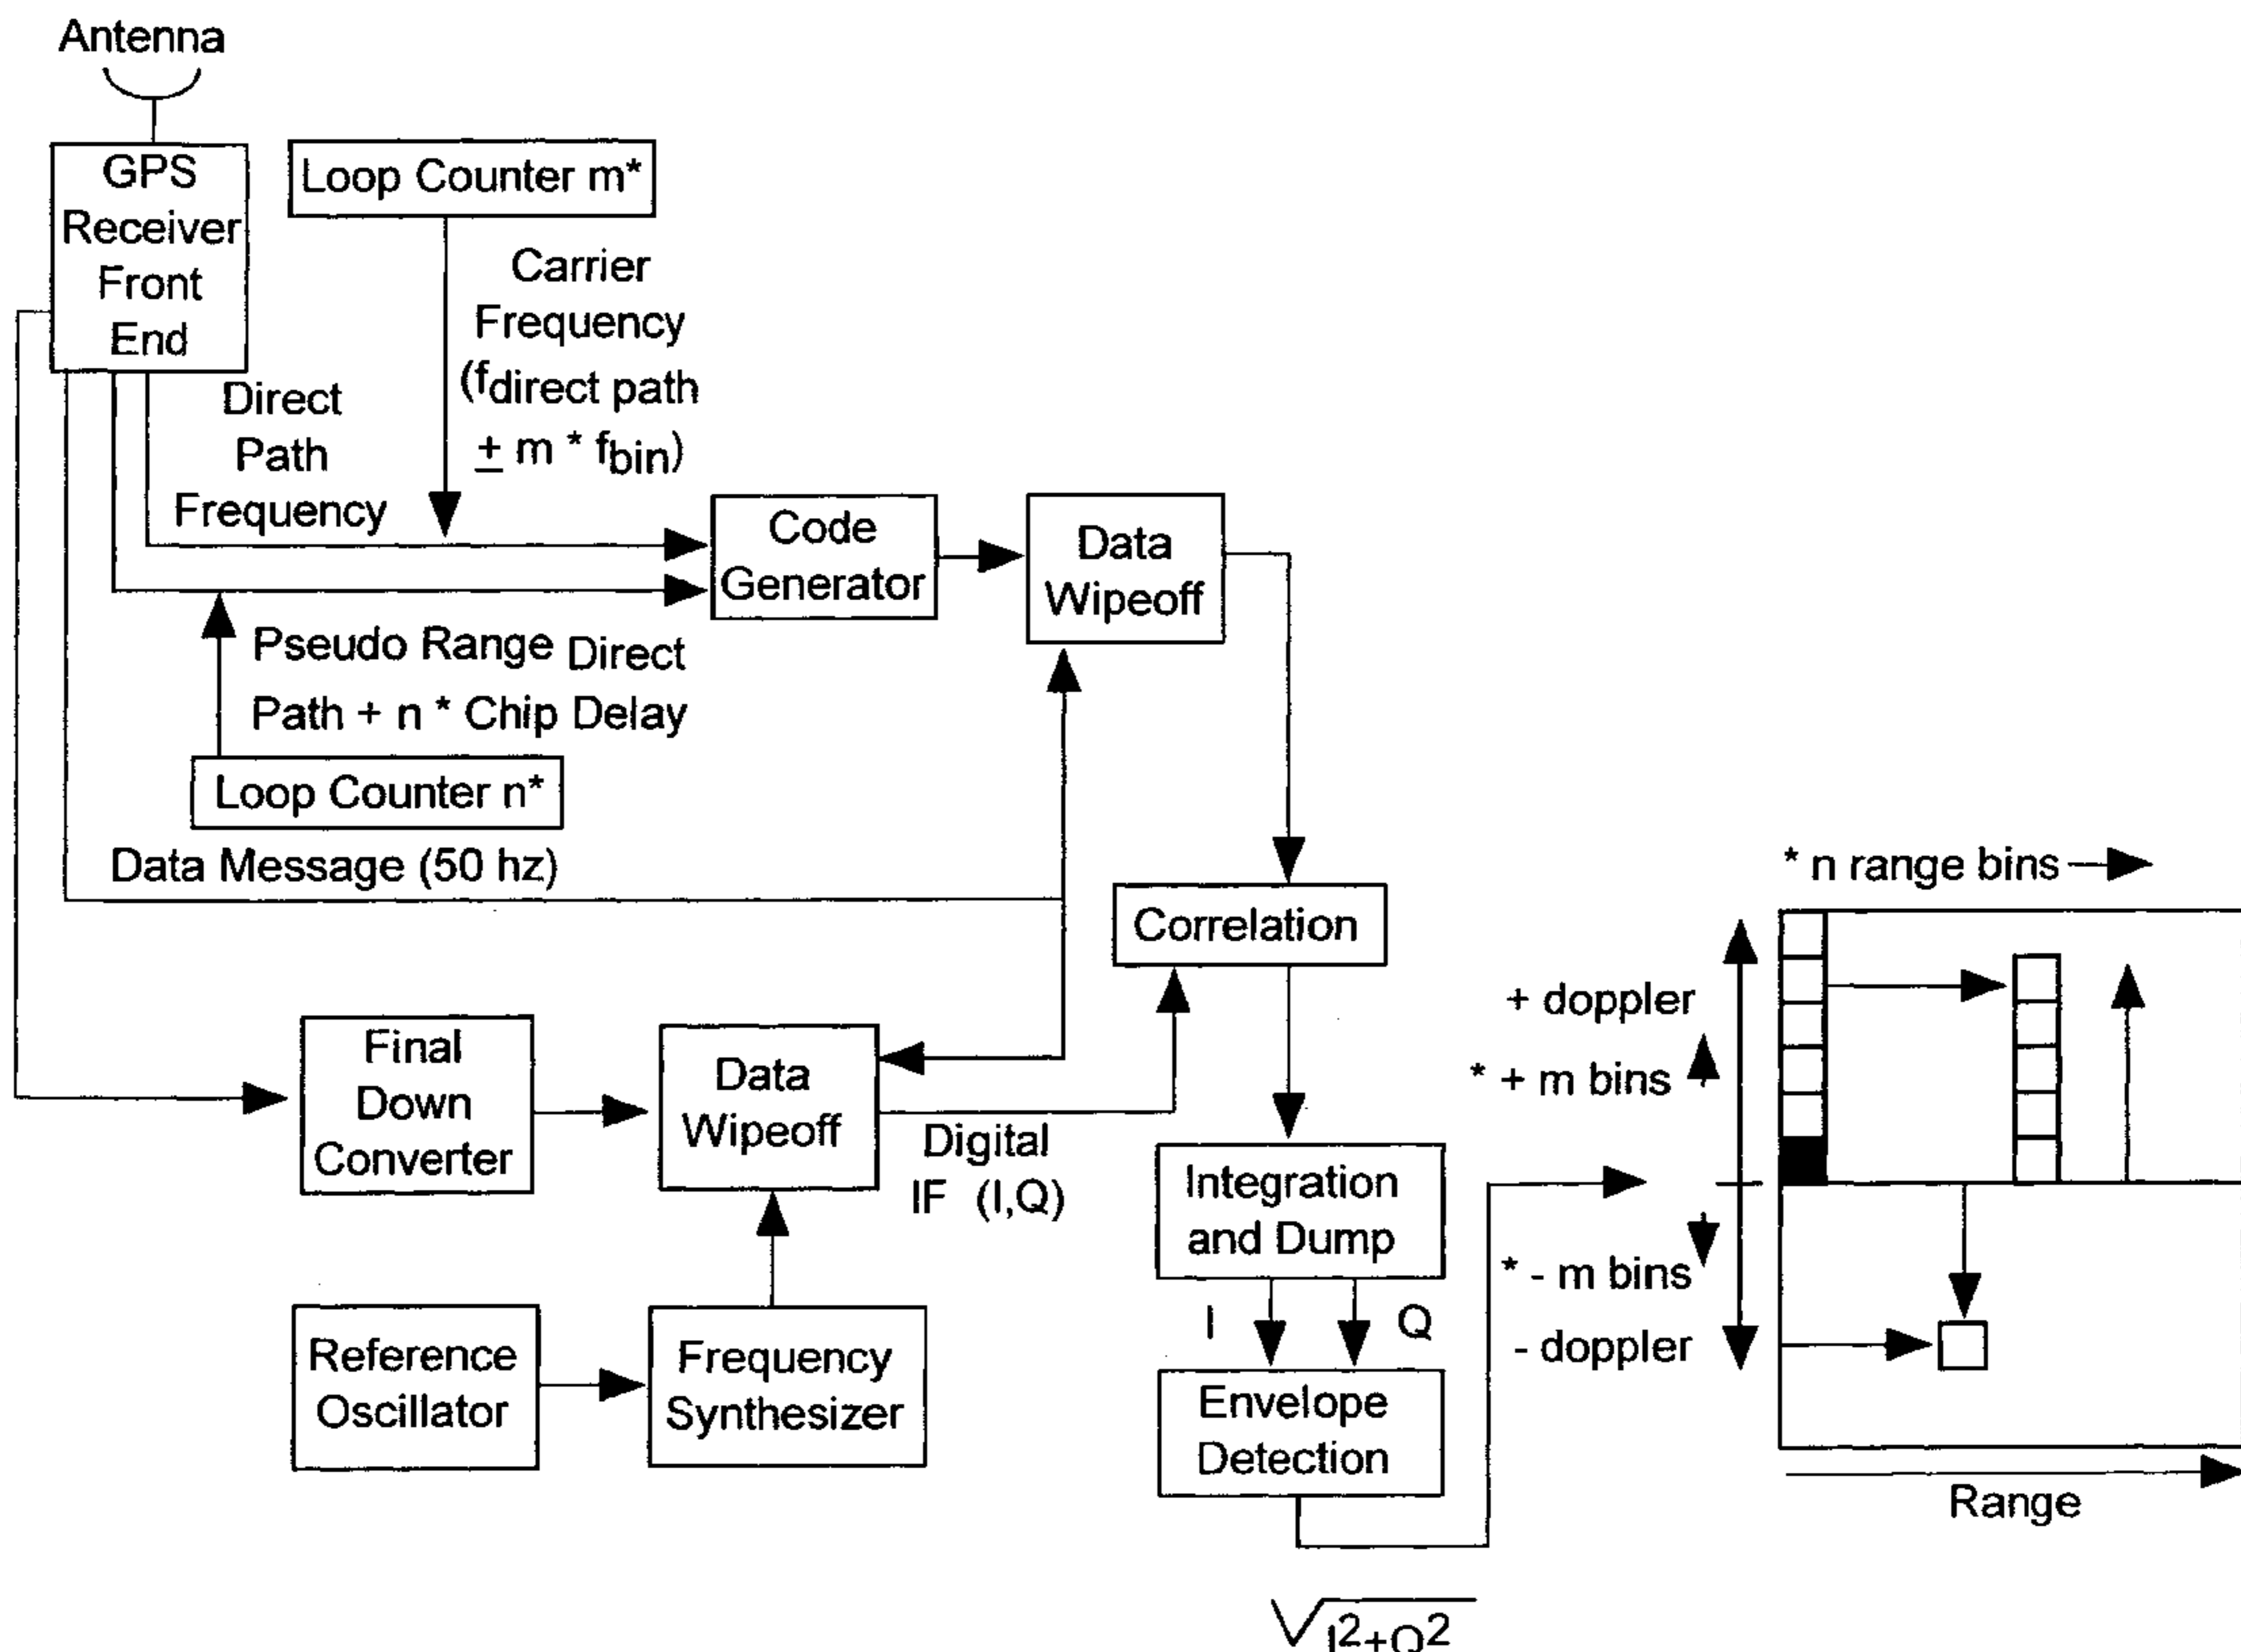 Antenna
GPS
Receiver
Front
End
Loop Counter m*
Carrier
Frequency
(fdirect path
± m * fbin)
Direct
Path
Frequency
Code
Generator
Data
Wipeoff
Pseudo Range Direct
Path + n * Chip Delay
Loop Counter n*
Data Message (50 hz)
Correlation
Final
Down
Converter
Data
Wipeoff
Digital
IF (I,Q)
Reference
Oscillator
Frequency
Synthesizer
Integration
and Dump
I Q
Envelope
Detection
√I²+Q²
* n range bins
+ doppler
* + m bins
* - m bins
- doppler
Range